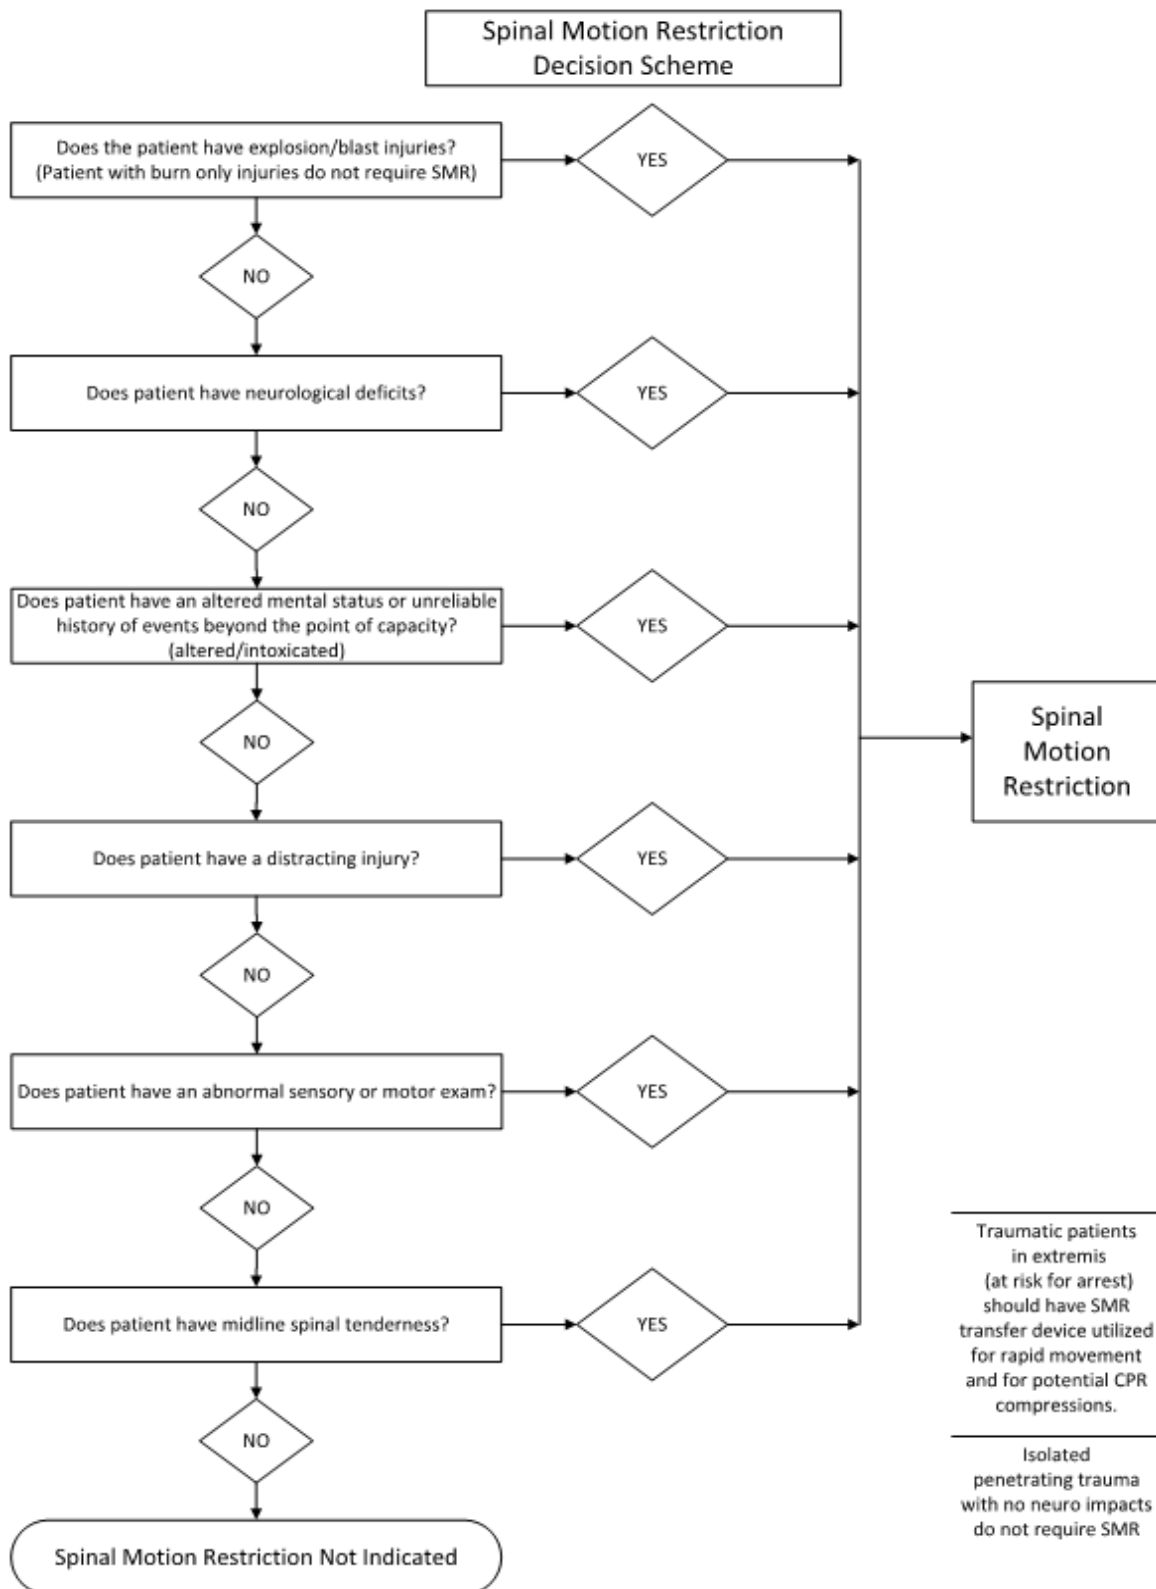 Spinal Motion Restriction
Decision Scheme
Does the patient have explosion/blast injuries?
(Patient with burn only injuries do not require SMR)
YES
NO
Does patient have neurological deficits?
YES
NO
Does patient have an altered mental status or unreliable
history of events beyond the point of capacity?
(altered/intoxicated)
YES
NO
Spinal
Motion
Restriction
Does patient have a distracting injury?
YES
NO
Does patient have an abnormal sensory or motor exam?
YES
NO
Does patient have midline spinal tenderness?
YES
NO
Spinal Motion Restriction Not Indicated
Traumatic patients
in extremis
(at risk for arrest)
should have SMR
transfer device utilized
for rapid movement
and for potential CPR
compressions.
Isolated
penetrating trauma
with no neuro impacts
do not require SMR